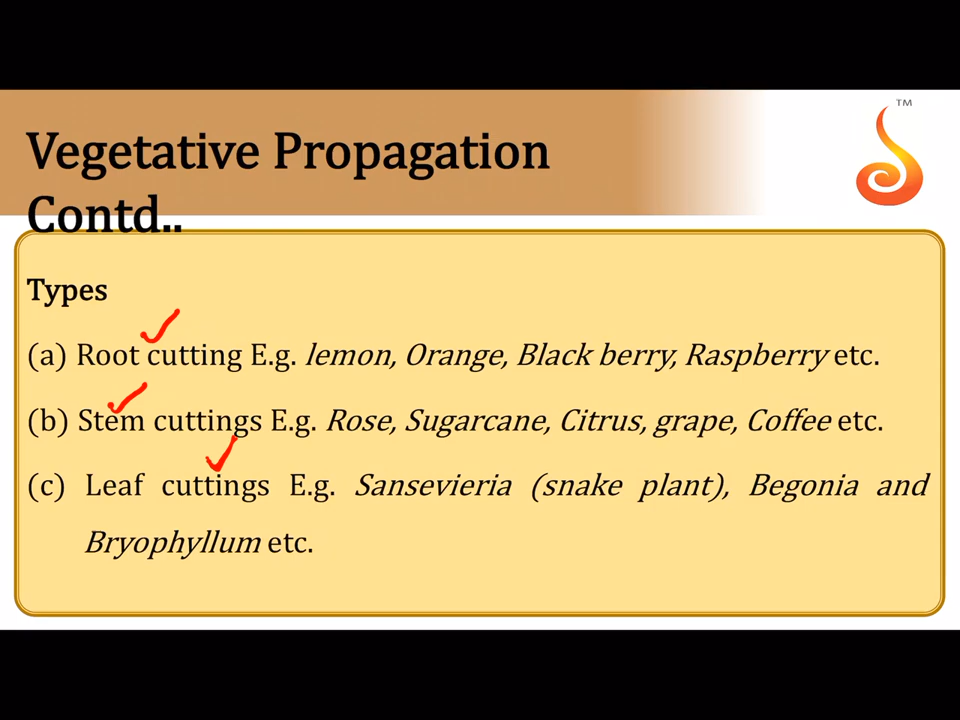 TM
Vegetative Propagation
Contd..
Types
(a) Root cutting E.g. lemon, Orange, Black berry, Raspberry etc.
(b) Stem cuttings E.g. Rose, Sugarcane, Citrus, grape, Coffee etc.
(c) Leaf cuttings E.g. Sansevieria (snake plant), Begonia and
Bryophyllum etc.